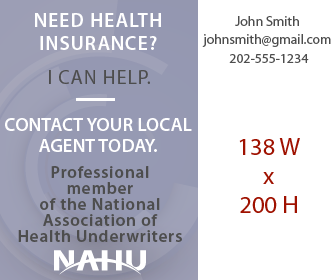 NEED HEALTH
INSURANCE?
I CAN HELP.
CONTACT YOUR LOCAL
AGENT TODAY.
Professional
member
of the National
Association of
Health Underwriters
NAHU
John Smith
johnsmith@gmail.com
202-555-1234
138 W
x
200 H